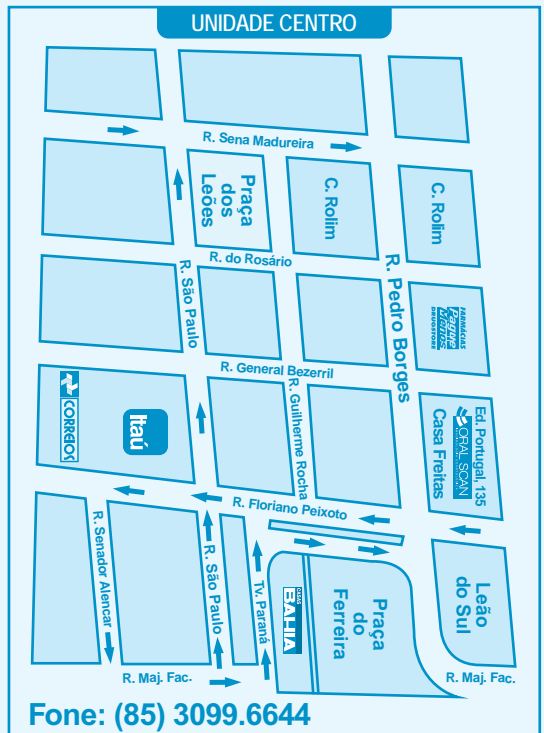 UNIDADE CENTRO
R. Sena Madureira
Praça
dos
Leões
C. Rolim
C. Rolim
R. do Rosário
R. São Paulo
R. Pedro Borges
FARMÁCIAS
Pague
Menos
DRUGSTORE
R. General Bezerril
R. Guilherme Rocha
CORREIOS
Itaú
Ed. Portugal, 135
ORAL SCAN
Casa Freitas
R. Floriano Peixoto
R. Senador Alencar
R. São Paulo
Tv. Paraná
CASAS
BAHIA
Praça
do
Ferreira
Leão
do Sul
R. Maj. Fac.
R. Maj. Fac.
Fone: (85) 3099.6644